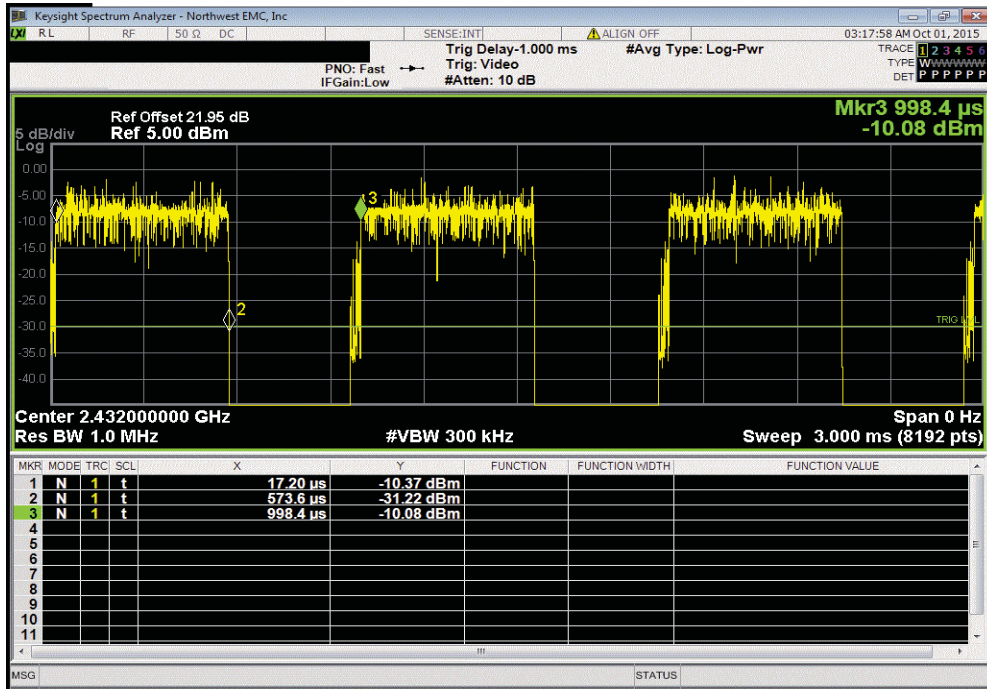 Keysight Spectrum Analyzer - Northwest EMC, Inc
LXI RL RF 50 Ω DC SENSE:INT ALIGN OFF 03:17:58 AM Oct 01, 2015
Trig Delay-1.000 ms #Avg Type: Log-Pwr TRACE 1 2 3 4 5 6
PNO: Fast Trig: Video TYPE WWWWWW
IFGain:Low #Atten: 10 dB DET P P P P P P
Mkr3 998.4 µs
Ref Offset 21.95 dB
5 dB/div Ref 5.00 dBm -10.08 dBm
Log
0.00
-5.00
3
-10.0
-15.0
-20.0
-25.0
2
-30.0 TRIG LVL
-35.0
-40.0
Center 2.432000000 GHz Span 0 Hz
Res BW 1.0 MHz #VBW 300 kHz Sweep 3.000 ms (8192 pts)
MKR MODE TRC SCL X Y FUNCTION FUNCTION WIDTH FUNCTION VALUE
1 N 1 t 17.20 µs -10.37 dBm
2 N 1 t 573.6 µs -31.22 dBm
3 N 1 t 998.4 µs -10.08 dBm
4
5
6
7
8
9
10
11
MSG STATUS